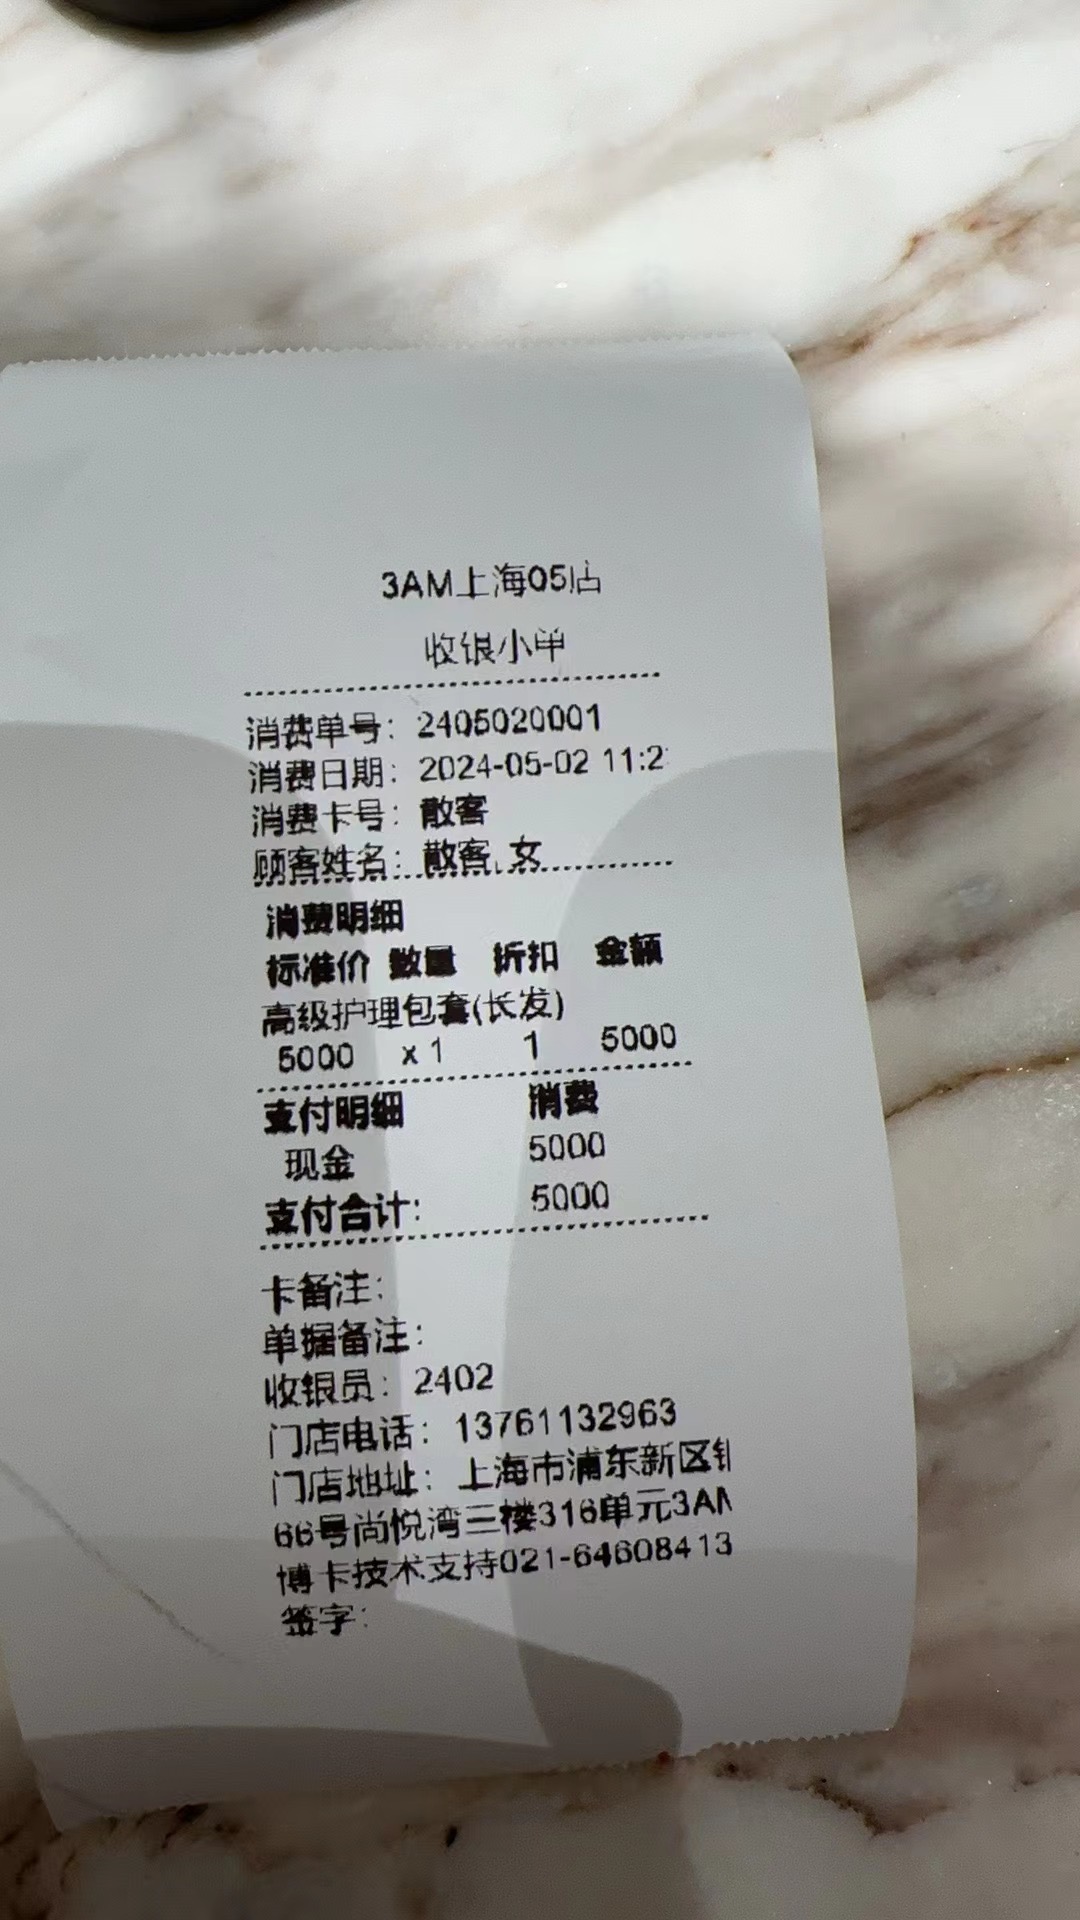 3AM上海05店
收银小单
消费单号：2405020001
消费日期：2024-05-02 11:2
消费卡号：散客
顾客姓名：散客,女
消费明细
标准价 数量 折扣 金额
高级护理包套(长发)
5000 x 1 1 5000
支付明细 消费
现金 5000
支付合计： 5000
卡备注：
单据备注：
收银员：2402
门店电话：13761132963
门店地址：上海市浦东新区
66号尚悦湾三楼316单元3AM
博卡技术支持021-64608413
签字：